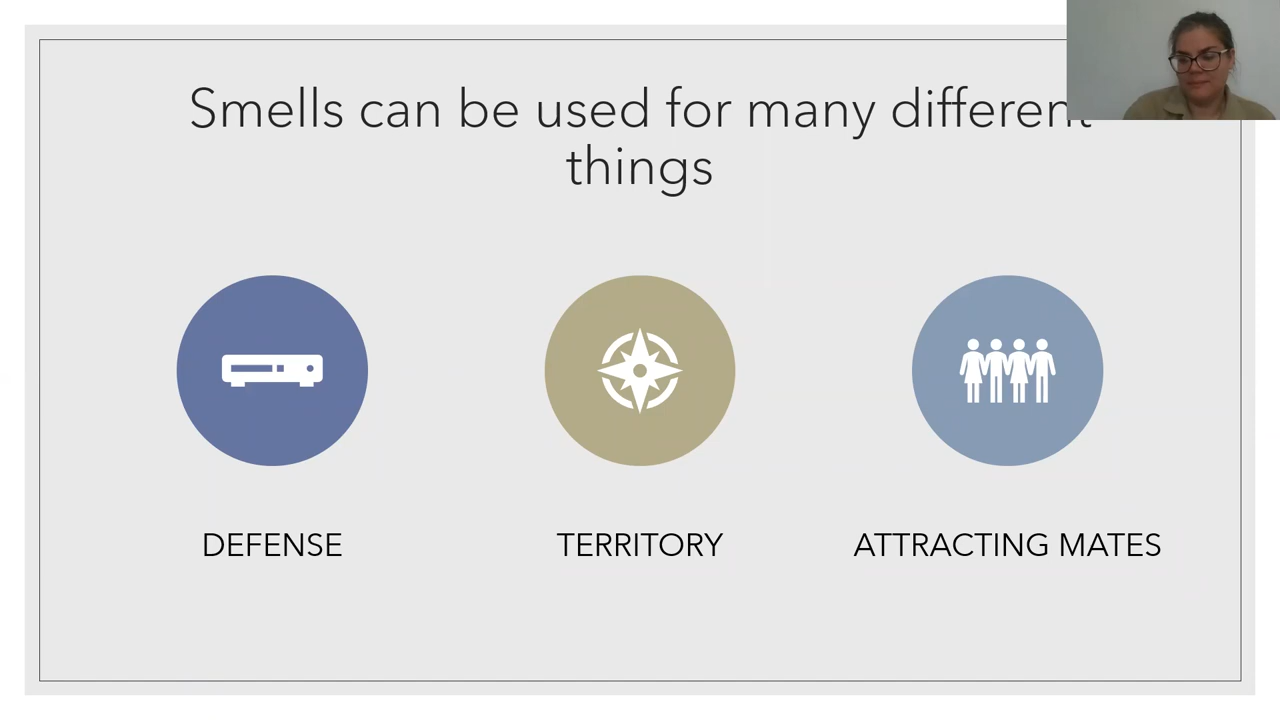 Smells can be used for many different
things
DEFENSE
TERRITORY
ATTRACTING MATES